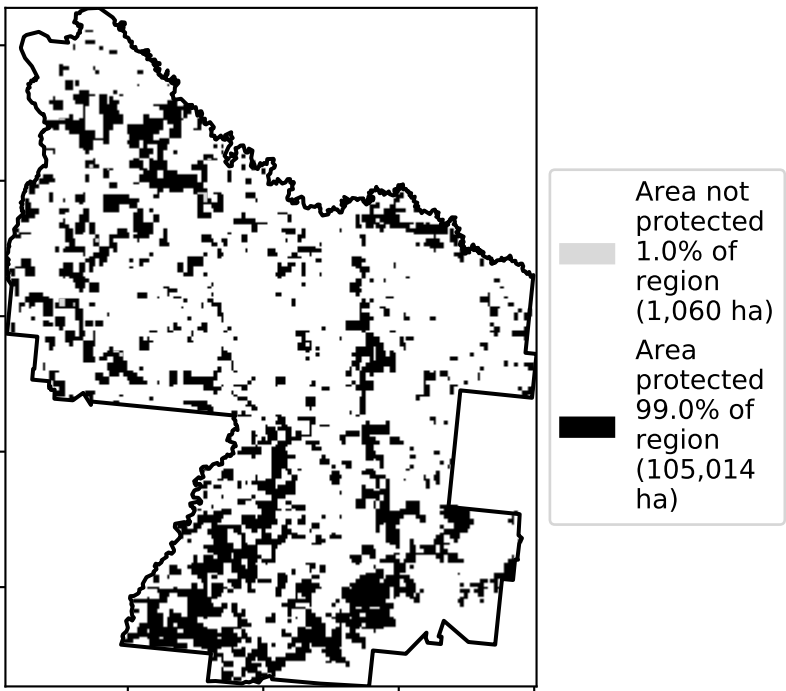 Area not
protected
1.0% of
region
(1,060 ha)
Area
protected
99.0% of
region
(105,014
ha)